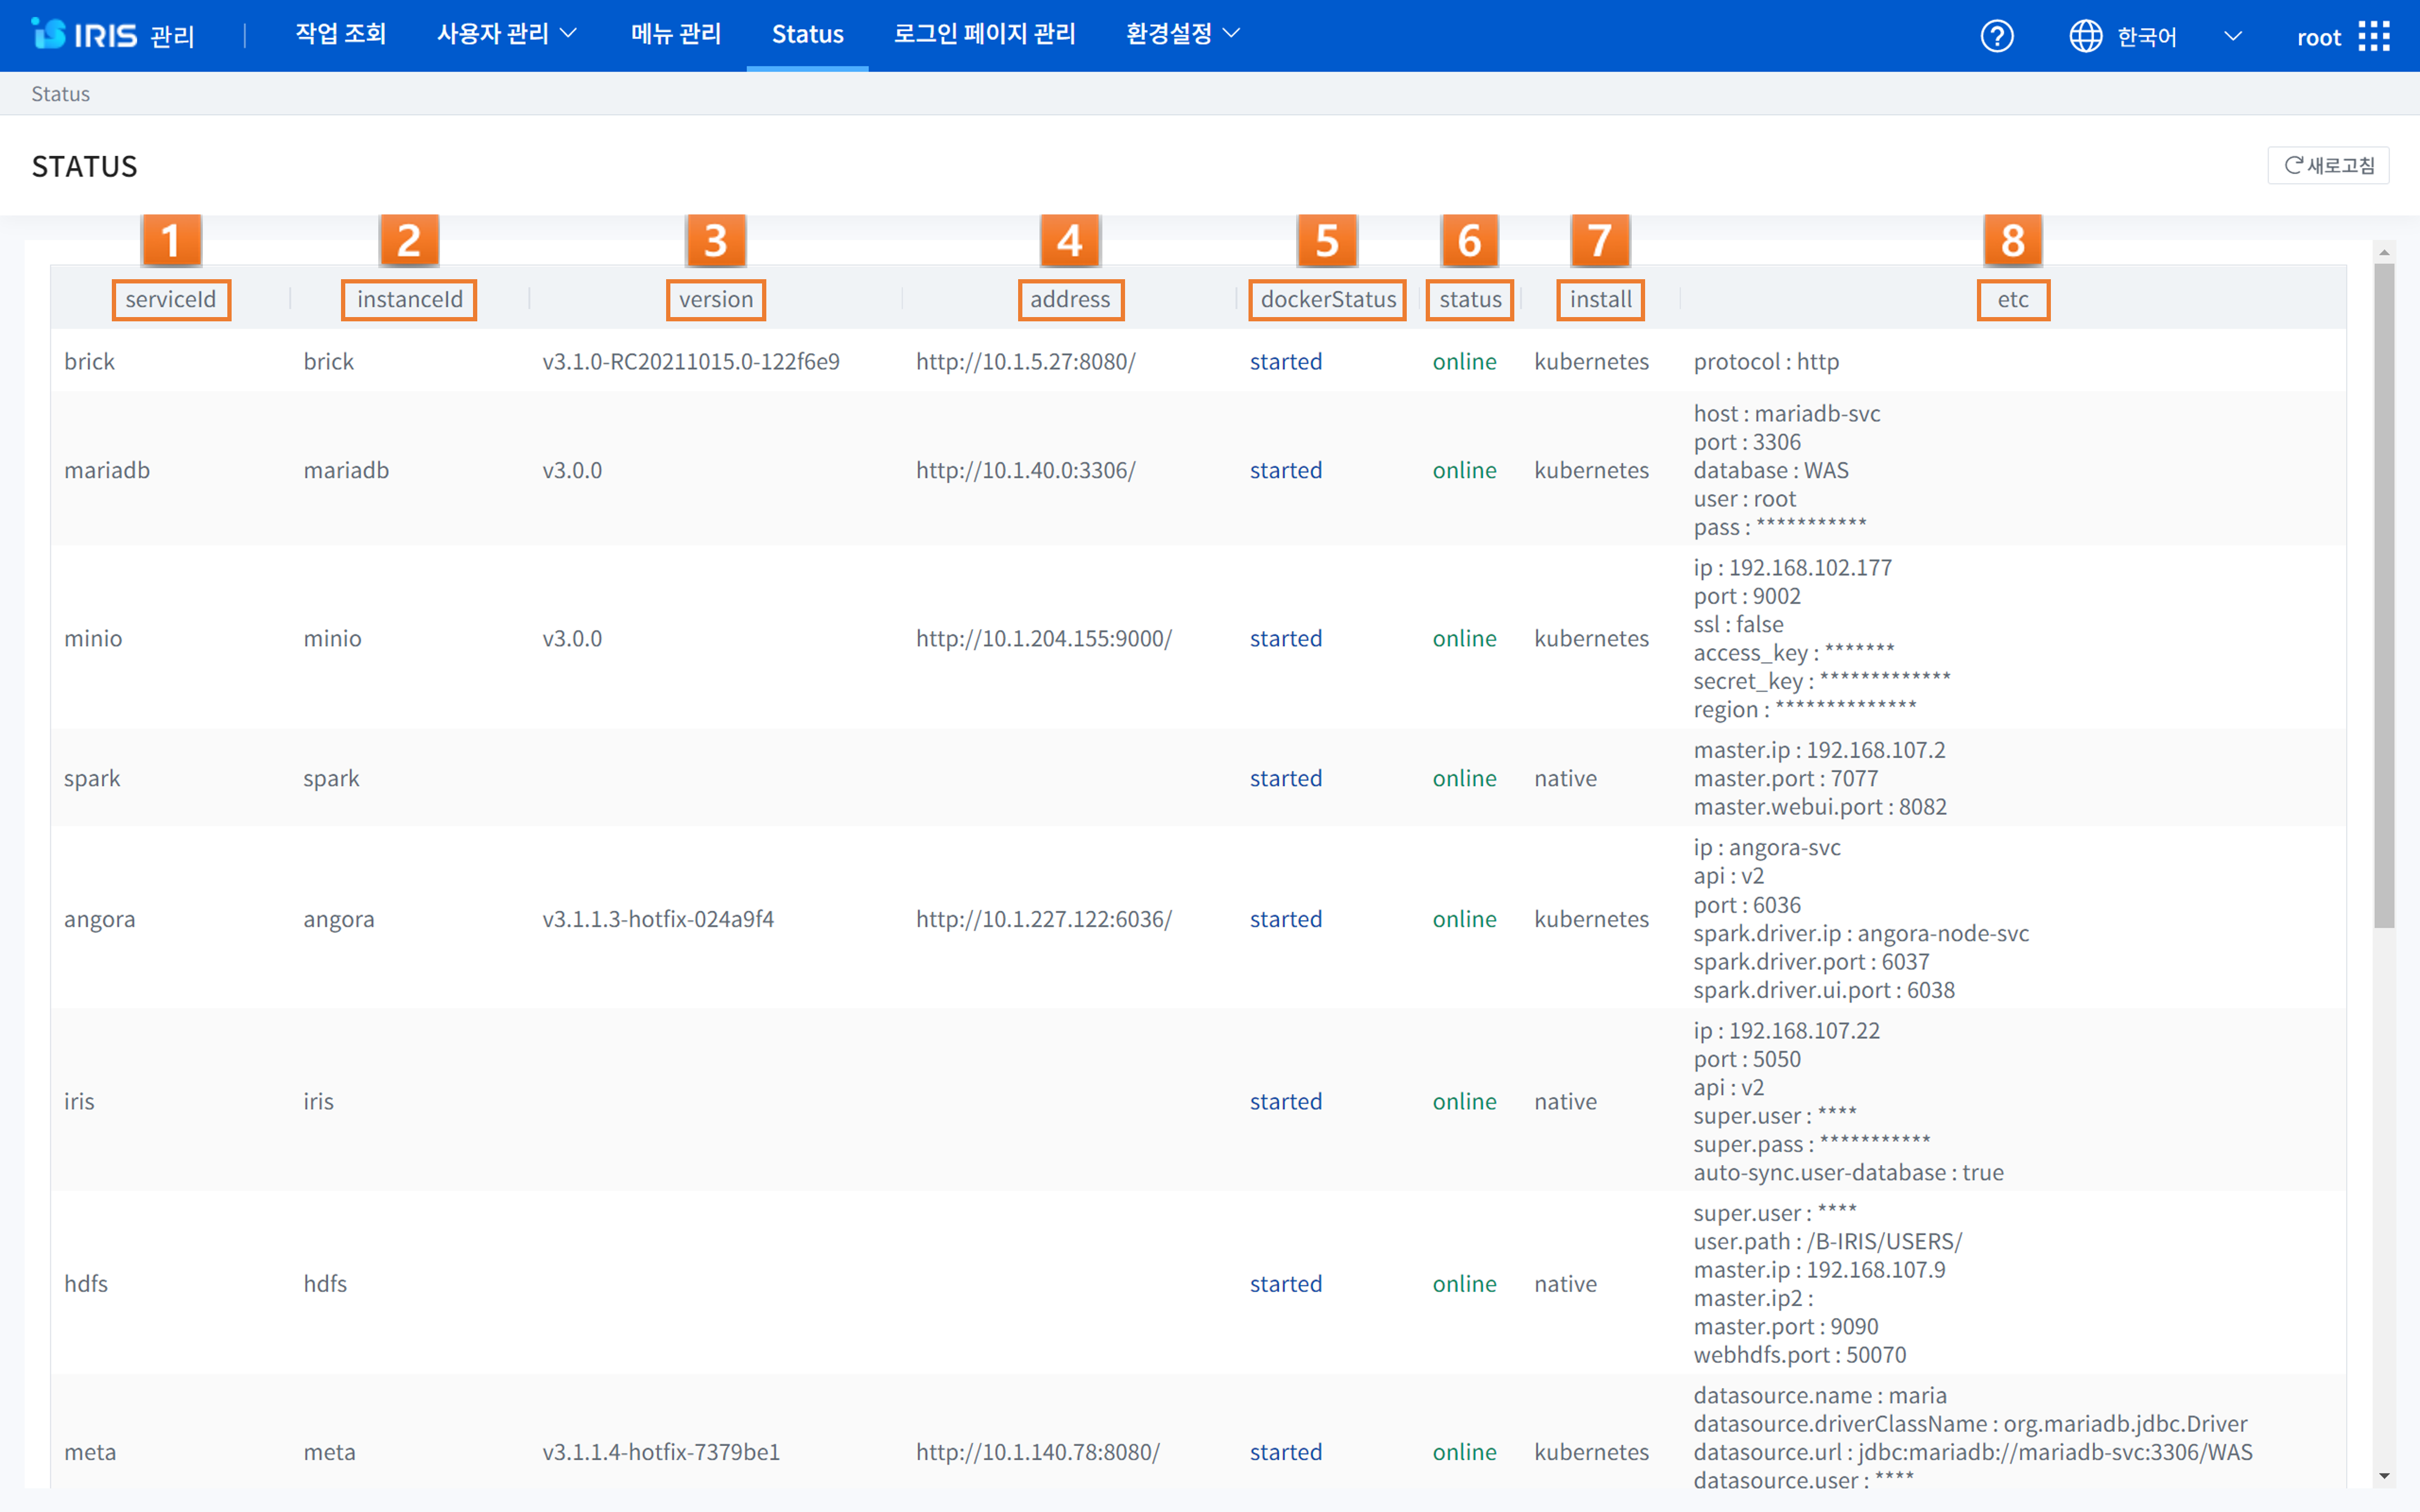 IRIS 관리 작업 조회 사용자 관리 메뉴 관리 Status 로그인 페이지 관리 환경설정 한국어 root
Status
STATUS 새로고침
1 2 3 4 5 6 7 8
serviceId instanceId version address dockerStatus status install etc
brick brick v3.1.0-RC20211015.0-122f6e9 http://10.1.5.27:8080/ started online kubernetes protocol : http
host : mariadb-svc
port : 3306
mariadb mariadb v3.0.0 http://10.1.40.0:3306/ started online kubernetes database : WAS
user : root
pass : ***********
ip : 192.168.102.177
port : 9002
ssl : false
minio minio v3.0.0 http://10.1.204.155:9000/ started online kubernetes
access_key : *******
secret_key : *************
region : **************
master.ip : 192.168.107.2
spark spark started online native master.port : 7077
master.webui.port : 8082
ip : angora-svc
api : v2
port : 6036
angora angora v3.1.1.3-hotfix-024a9f4 http://10.1.227.122:6036/ started online kubernetes
spark.driver.ip : angora-node-svc
spark.driver.port : 6037
spark.driver.ui.port : 6038
ip : 192.168.107.22
port : 5050
api : v2
iris iris started online native
super.user : ****
super.pass : ***********
auto-sync.user-database : true
super.user : ****
user.path : /B-IRIS/USERS/
master.ip : 192.168.107.9
hdfs hdfs started online native
master.ip2 :
master.port : 9090
webhdfs.port : 50070
datasource.name : maria
datasource.driverClassName : org.mariadb.jdbc.Driver
meta meta v3.1.1.4-hotfix-7379be1 http://10.1.140.78:8080/ started online kubernetes datasource.url : jdbc:mariadb://mariadb-svc:3306/WAS
datasource.user : ****